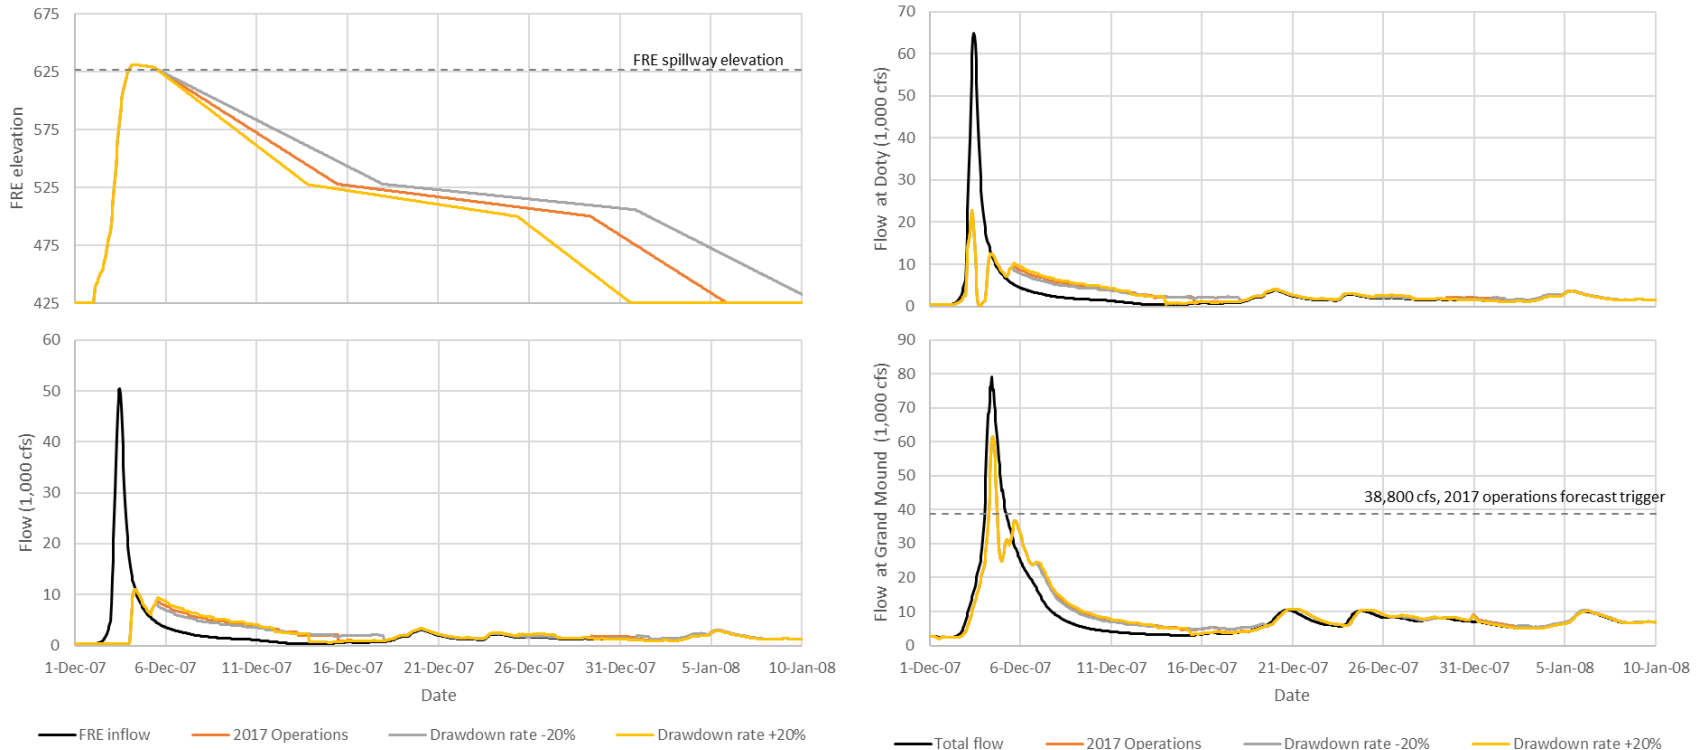 675
625
575
525
475
425
FRE elevation
FRE spillway elevation
70
60
50
40
30
20
10
0
Flow at Doty (1,000 cfs)
60
50
40
30
20
10
0
Flow (1,000 cfs)
1-Dec-07 6-Dec-07 11-Dec-07 16-Dec-07 21-Dec-07 26-Dec-07 31-Dec-07 5-Jan-08 10-Jan-08
Date
FRE inflow 2017 Operations Drawdown rate -20% Drawdown rate +20%
90
80
70
60
50
40
30
20
10
0
Flow at Grand Mound (1,000 cfs)
38,800 cfs, 2017 operations forecast trigger
1-Dec-07 6-Dec-07 11-Dec-07 16-Dec-07 21-Dec-07 26-Dec-07 31-Dec-07 5-Jan-08 10-Jan-08
Date
Total flow 2017 Operations Drawdown rate -20% Drawdown rate +20%